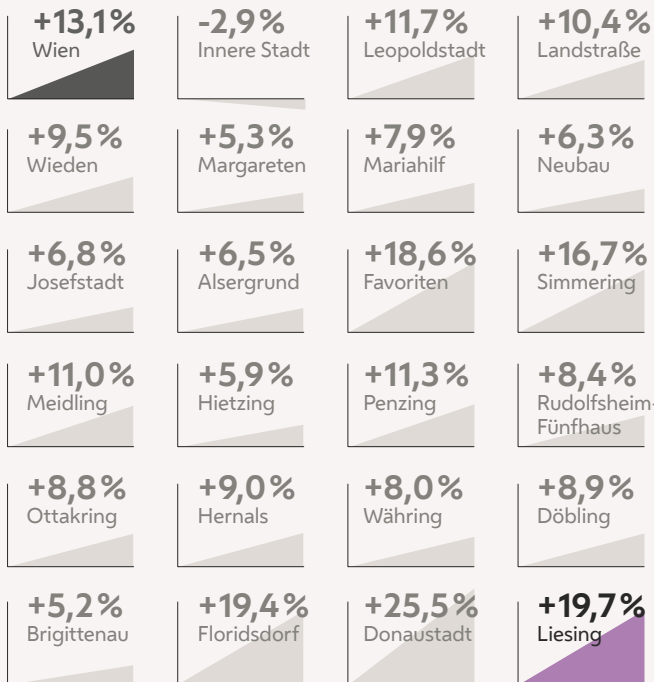 +13,1%
Wien
-2,9%
Innere Stadt
+11,7%
Leopoldstadt
+10,4%
Landstraße
+9,5%
Wieden
+5,3%
Margareten
+7,9%
Mariahilf
+6,3%
Neubau
+6,8%
Josefstadt
+6,5%
Alsergrund
+18,6%
Favoriten
+16,7%
Simmering
+11,0%
Meidling
+5,9%
Hietzing
+11,3%
Penzing
+8,4%
Rudolfsheim-
Fünfhaus
+8,8%
Ottakring
+9,0%
Hernals
+8,0%
Währing
+8,9%
Döbling
+5,2%
Brigittenau
+19,4%
Floridsdorf
+25,5%
Donaustadt
+19,7%
Liesing